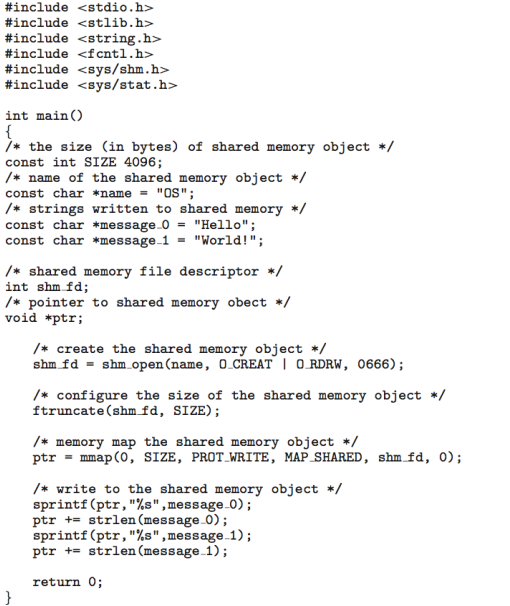 #include <stdio.h>
#include <stdlib.h>
#include <string.h>
#include <fcntl.h>
#include <sys/shm.h>
#include <sys/stat.h>

int main()
{
/* the size (in bytes) of shared memory object */
const int SIZE 4096;
/* name of the shared memory object */
const char *name = "OS";
/* strings written to shared memory */
const char *message_0 = "Hello";
const char *message_1 = "World!";

/* shared memory file descriptor */
int shm_fd;
/* pointer to shared memory obect */
void *ptr;

   /* create the shared memory object */
   shm_fd = shm_open(name, O_CREAT | O_RDRW, 0666);

   /* configure the size of the shared memory object */
   ftruncate(shm_fd, SIZE);

   /* memory map the shared memory object */
   ptr = mmap(0, SIZE, PROT_WRITE, MAP_SHARED, shm_fd, 0);

   /* write to the shared memory object */
   sprintf(ptr,"%s",message_0);
   ptr += strlen(message_0);
   sprintf(ptr,"%s",message_1);
   ptr += strlen(message_1);

   return 0;
}